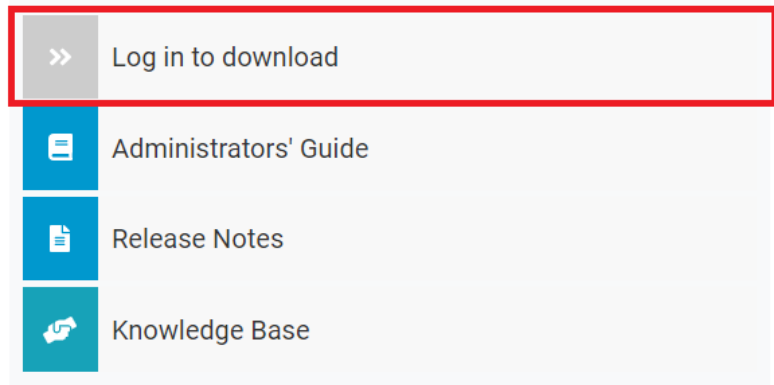 Log in to download
Administrators' Guide
Release Notes
Knowledge Base